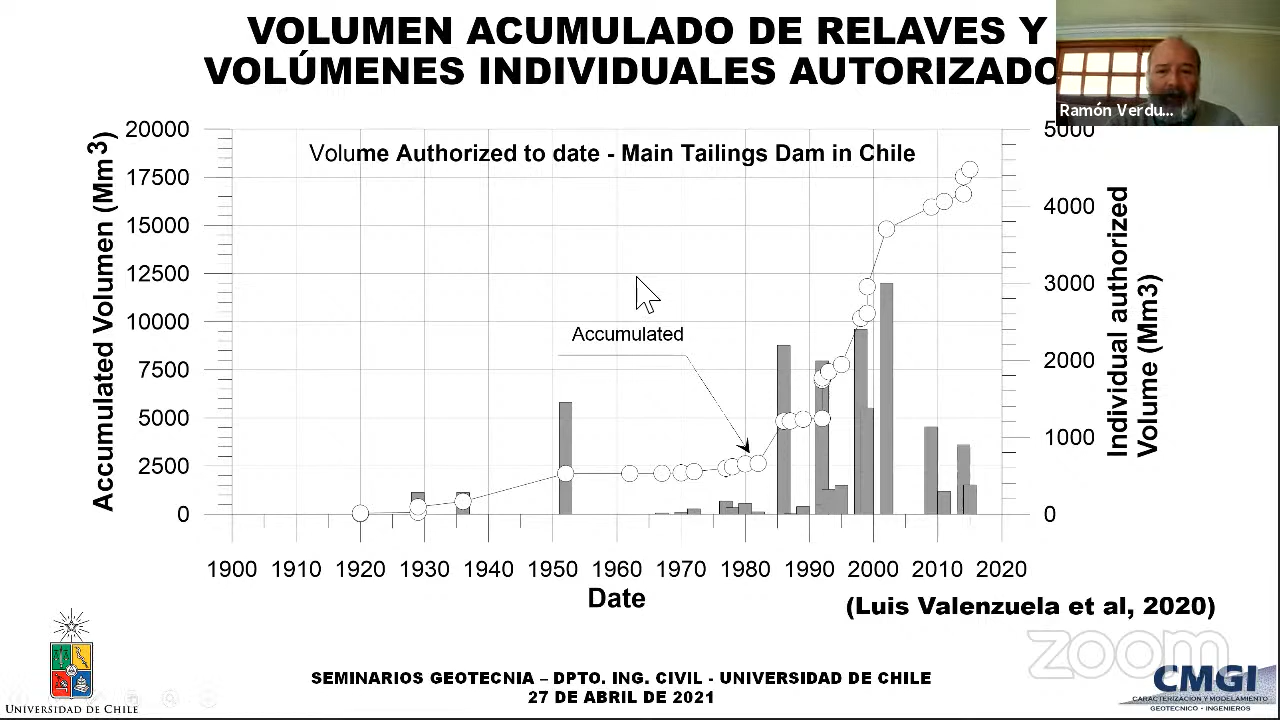 VOLUMEN ACUMULADO DE RELAVES Y
VOLÚMENES INDIVIDUALES AUTORIZADO
Ramón Verdu...
Volume Authorized to date - Main Tailings Dam in Chile
Accumulated Volumen (Mm3)
20000
17500
15000
12500
10000
7500
5000
2500
0
5000
4000
3000
2000
1000
0
Individual authorized
Volume (Mm3)
Accumulated
1900 1910 1920 1930 1940 1950 1960 1970 1980 1990 2000 2010 2020
Date
(Luis Valenzuela et al, 2020)
zoom
SEMINARIOS GEOTECNIA – DPTO. ING. CIVIL - UNIVERSIDAD DE CHILE
27 DE ABRIL DE 2021
UNIVERSIDAD DE CHILE
CMGI
CARACTERIZACIÓN Y MODELAMIENTO
GEOTECNICO - INGENIEROS